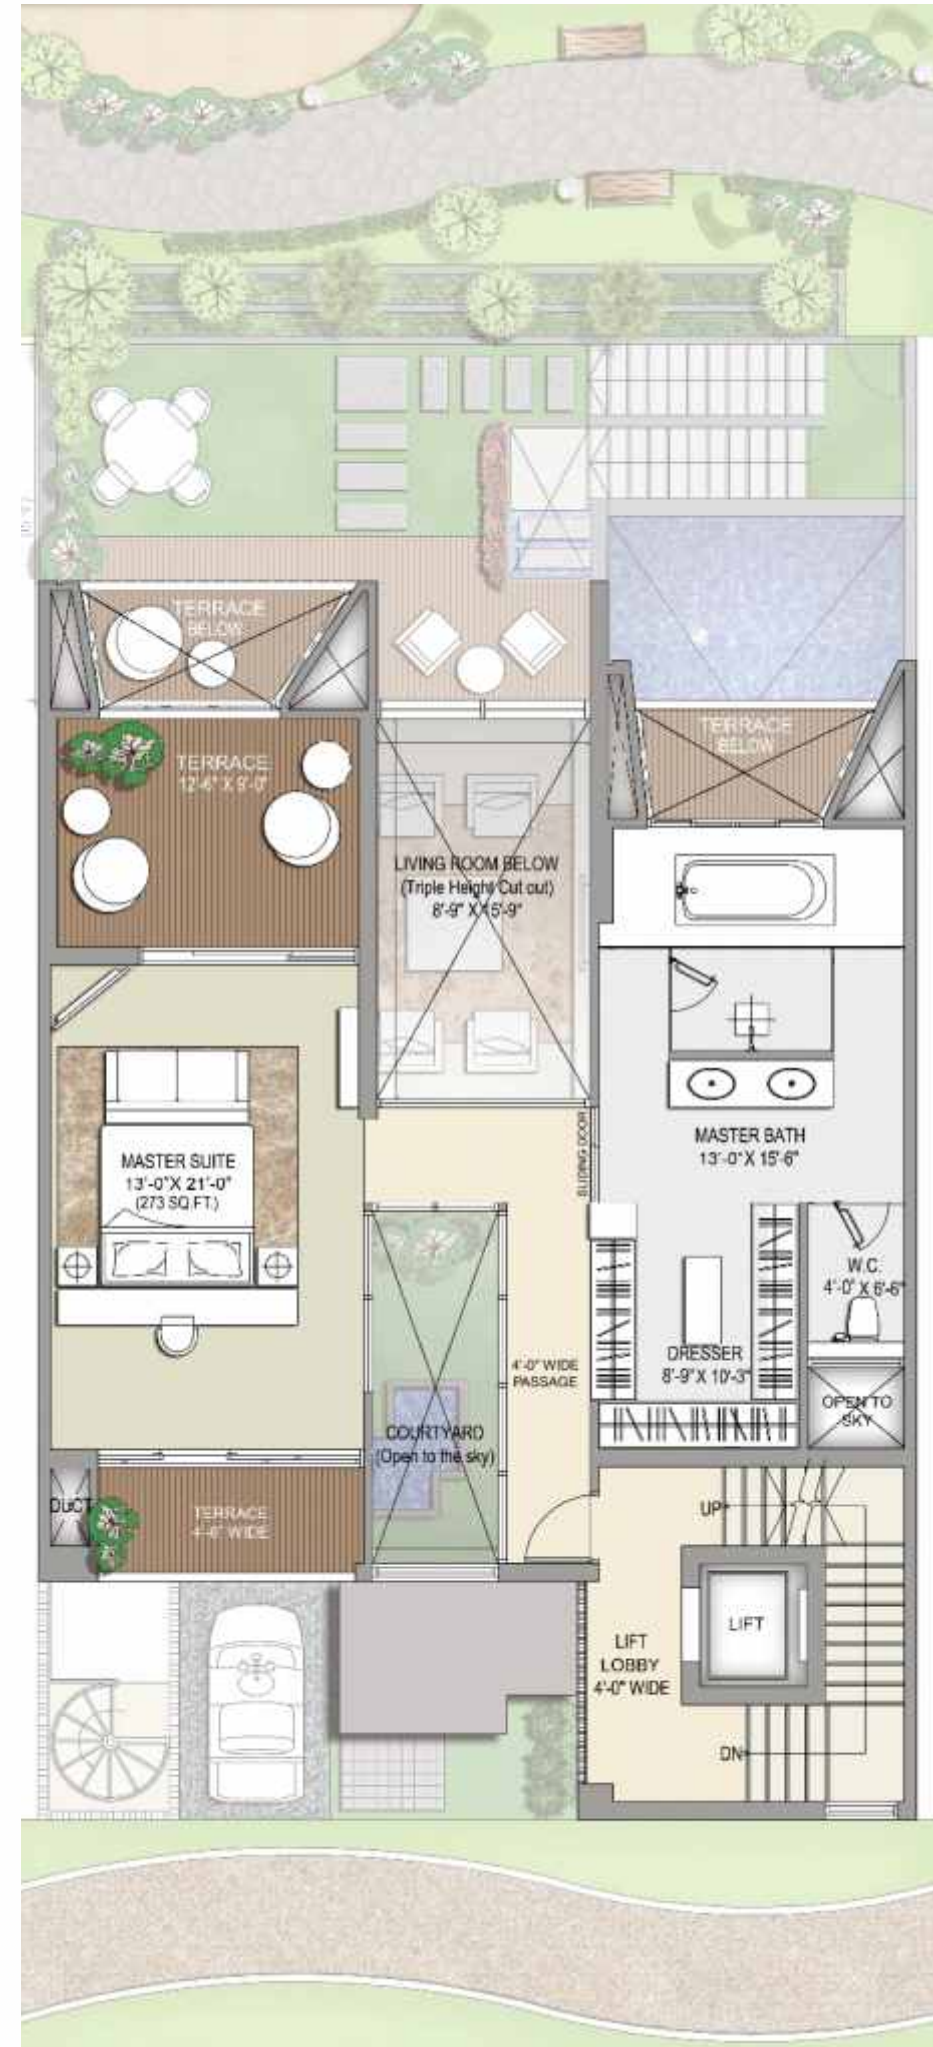 TERRACE
BELOW
TERRACE
12'-6" X 9'-0"
TERRACE
BELOW
LIVING ROOM BELOW
(Triple Height Cut out)
8'-9" X 15'-9"
SLIDING DOOR
MASTER BATH
13'-0" X 15'-6"
MASTER SUITE
13'-0" X 21'-0"
(273 SQ.FT.)
W.C.
4'-0" X 6'-6"
DRESSER
8'-9" X 10'-3"
4'-0" WIDE
PASSAGE
OPEN TO
SKY
COURTYARD
(Open to the sky)
DUCT
TERRACE
4'-6" WIDE
UP
LIFT
LIFT
LOBBY
4'-0" WIDE
DN